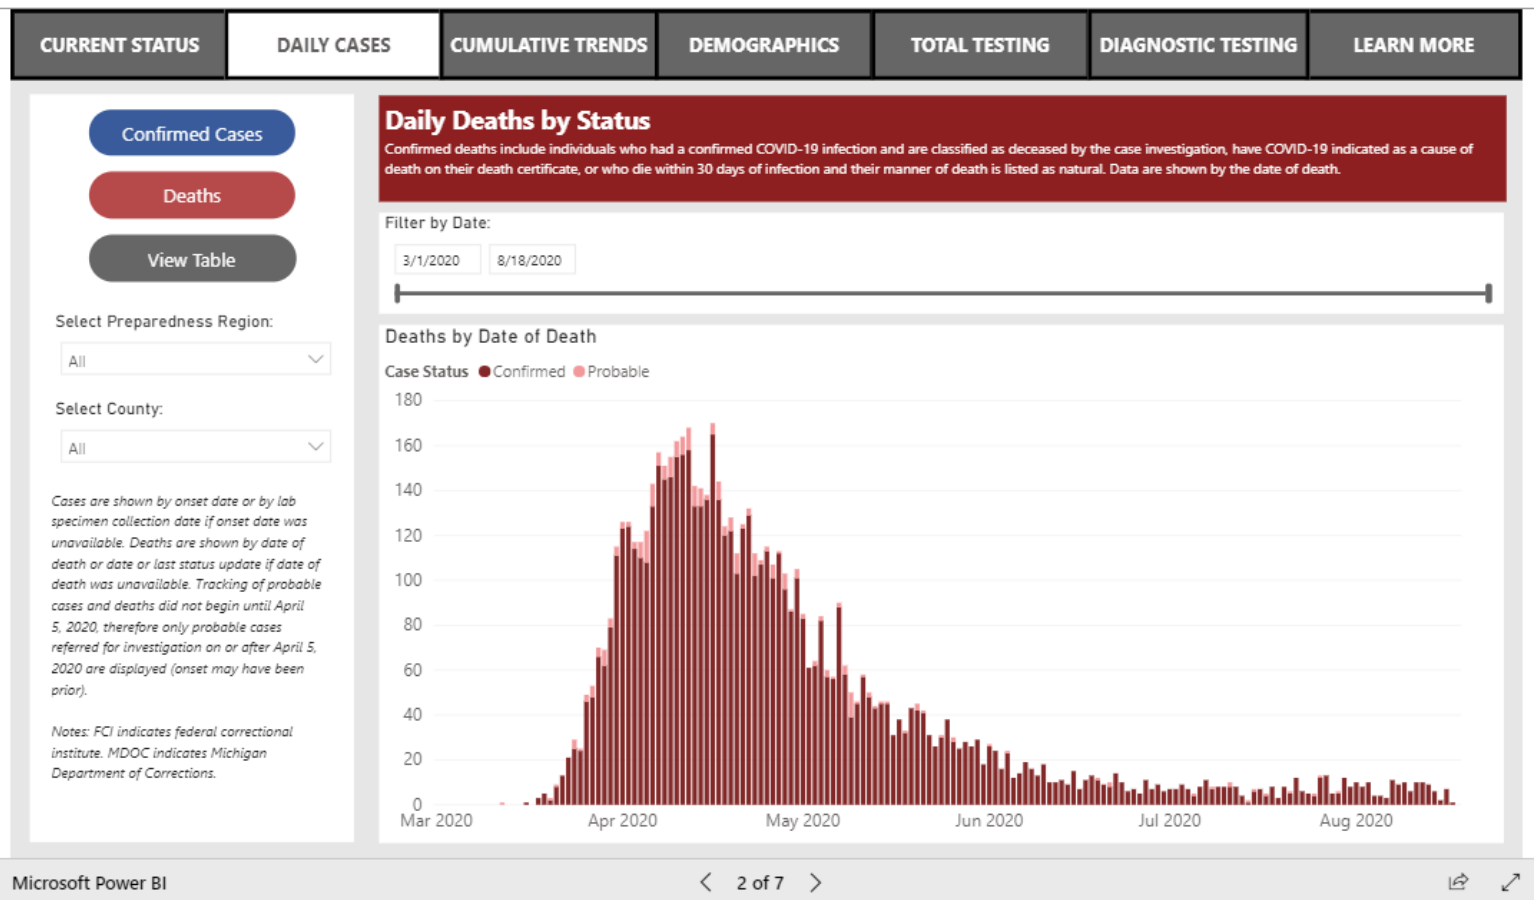 CURRENT STATUS
DAILY CASES
CUMULATIVE TRENDS
DEMOGRAPHICS
TOTAL TESTING
DIAGNOSTIC TESTING
LEARN MORE
Confirmed Cases
Deaths
View Table
Select Preparedness Region:
All
Select County:
All
Cases are shown by onset date or by lab
specimen collection date if onset date was
unavailable. Deaths are shown by date of
death or date or last status update if date of
death was unavailable. Tracking of probable
cases and deaths did not begin until April
5, 2020, therefore only probable cases
referred for investigation on or after April 5,
2020 are displayed (onset may have been
prior).
Notes: FCI indicates federal correctional
institute. MDOC indicates Michigan
Department of Corrections.
Daily Deaths by Status
Confirmed deaths include individuals who had a confirmed COVID-19 infection and are classified as deceased by the case investigation, have COVID-19 indicated as a cause of
death on their death certificate, or who die within 30 days of infection and their manner of death is listed as natural. Data are shown by the date of death.
Filter by Date:
3/1/2020 8/18/2020
Deaths by Date of Death
Case Status Confirmed Probable
180
160
140
120
100
80
60
40
20
0
Mar 2020 Apr 2020 May 2020 Jun 2020 Jul 2020 Aug 2020
Microsoft Power BI
2 of 7